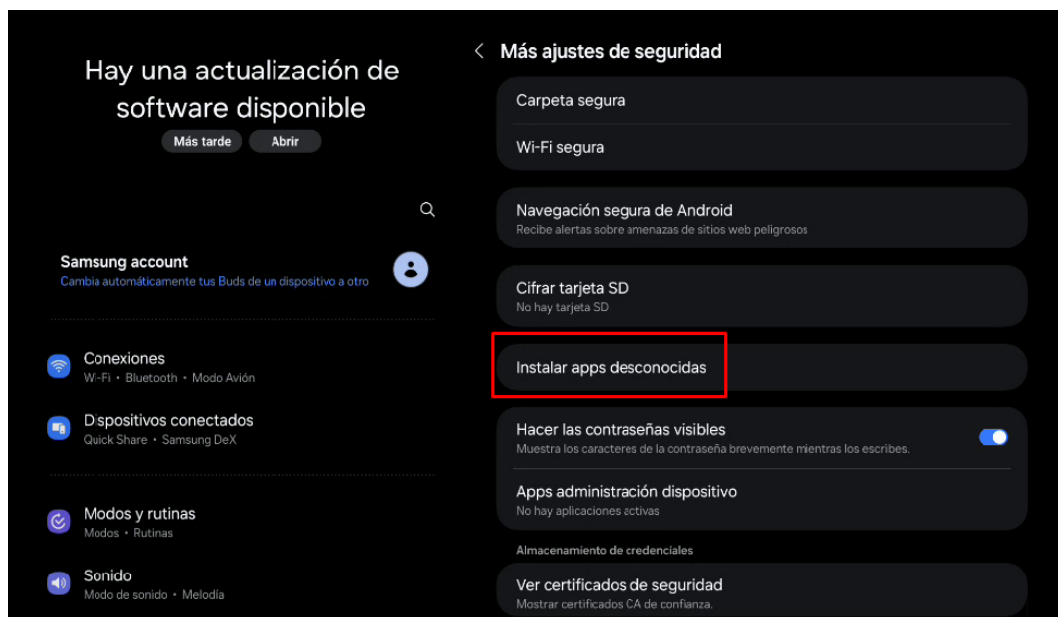 Hay una actualización de
software disponible
Más tarde
Abrir
Samsung account
Cambia automáticamente tus Buds de un dispositivo a otro
Conexiones
Wi-Fi • Bluetooth • Modo Avión
Dispositivos conectados
Quick Share • Samsung DeX
Modos y rutinas
Modos • Rutinas
Sonido
Modo de sonido • Melodía
Más ajustes de seguridad
Carpeta segura
Wi-Fi segura
Navegación segura de Android
Recibe alertas sobre amenazas de sitios web peligrosos
Cifrar tarjeta SD
No hay tarjeta SD
Instalar apps desconocidas
Hacer las contraseñas visibles
Muestra los caracteres de la contraseña brevemente mientras los escribes.
Apps administración dispositivo
No hay aplicaciones activas
Almacenamiento de credenciales
Ver certificados de seguridad
Mostrar certificados CA de confianza.